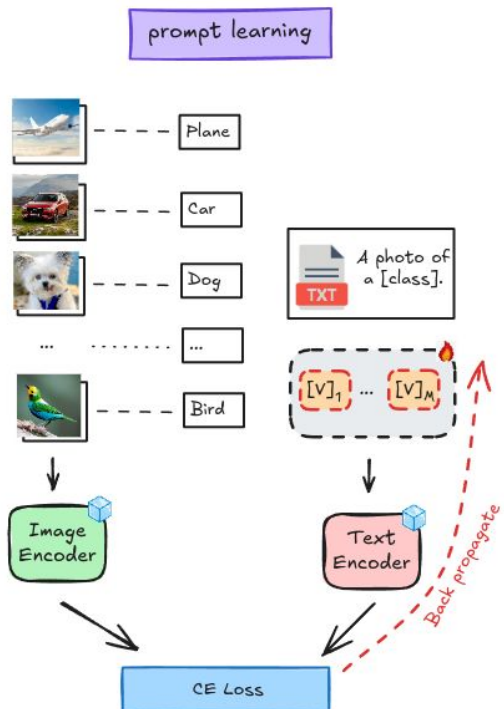 prompt learning
Plane
Car
Dog
...
...
Bird
A photo of
a [class].
TXT
[V]₁ ... [V]ₘ
Image
Encoder
Text
Encoder
Back propagate
CE Loss